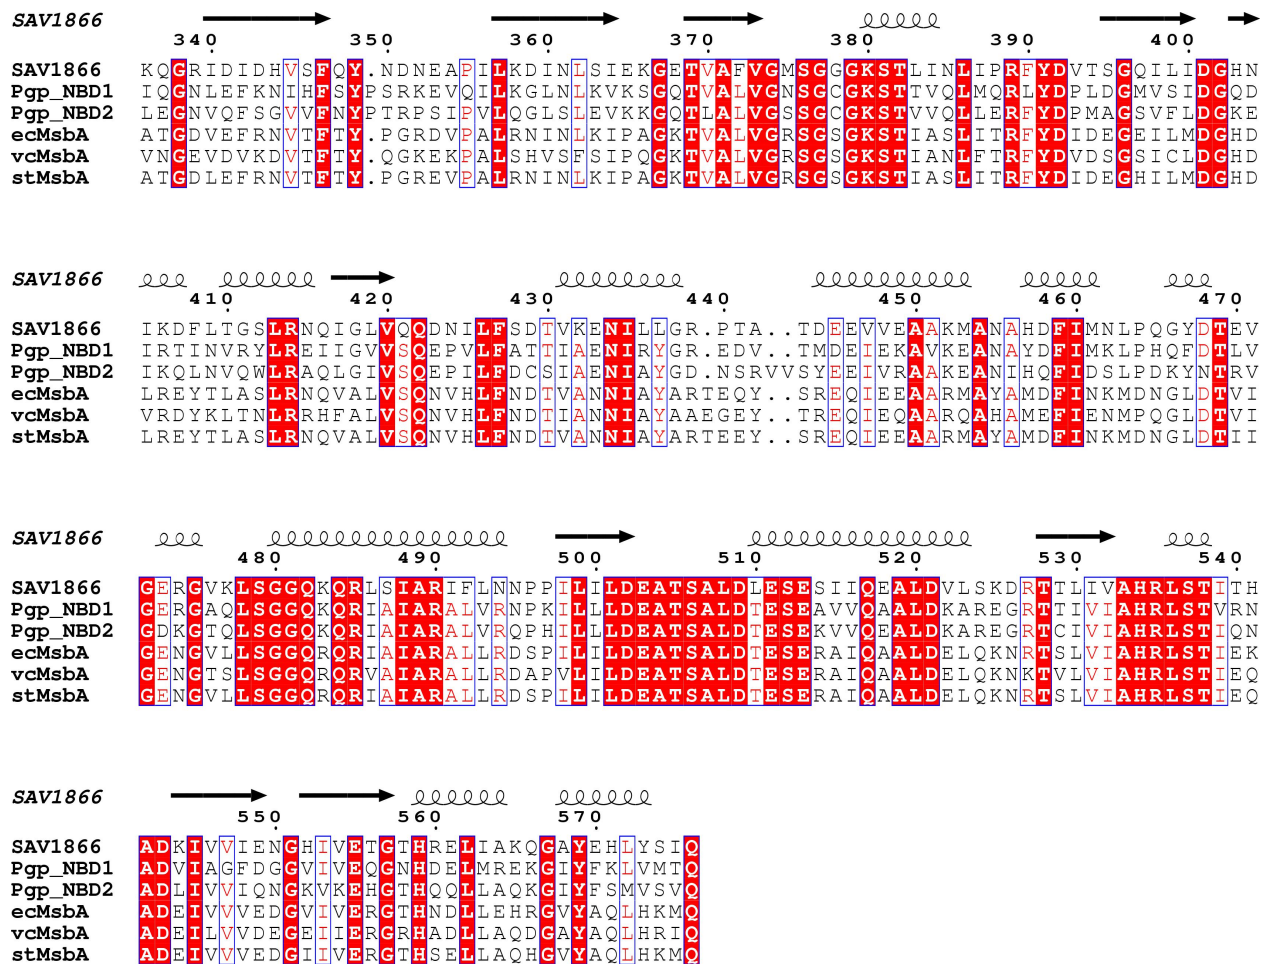 SAV1866
340 350 360 370 380 390 400
SAV1866 KQGRIDIDHVSFQY.NDNEAPILKDINLSIEKGETVAFVGMSGGGKSTLINLIPRFYDVTSGQILIDGHN
Pgp_NBD1 IQGNLEFKNIHFSYPSRKEVQILKGLNLKVKSGQTVALVGNSGCGKSTTVQLMQRLYDPLDGMVSIDGQD
Pgp_NBD2 LEGNVQFSGVVFNYPTRPSIPVLQGLSLEVKKGQTLALVGSSGCGKSTVVQLLERFYDPMAGSVFLDGKE
ecMsbA ATGDVEFRNVTFTY.PGRDVPALRNINLKIPAGKTVALVGRSGSGKSTIASLITRFYDIDEGEILMDGHD
vcMsbA VNGEVDVKDVTFTY.QGKEKPALSHVSFSIPQGKTVALVGRSGSGKSTIANLFTRFYDVDSGSICLDGHD
stMsbA ATGDLEFRNVTFTY.PGREVPALRNINLKIPAGKTVALVGRSGSGKSTIASLITRFYDIDEGHILMDGHD
SAV1866
410 420 430 440 450 460 470
SAV1866 IKDFLTGSLRNQIGLVQQDNILFSDTVKENILLGR.PTA..TDEEVVEAAKMANAHDFIMNLPQGYDTEV
Pgp_NBD1 IRTINVRYLREIIGVVSQEPVLFATTIAENIRYGR.EDV..TMDEIEKAVKEANAYDFIMKLPHQFDTLV
Pgp_NBD2 IKQLNVQWLRAQLGIVSQEPILFDCSIAENIAYGD.NSRVVSYEEIVRAAKEANIHQFIDSLPDKYNTRV
ecMsbA LREYTLASLRNQVALVSQNVHLFNDTVANNIAYARTEQY..SREQIEEAARMAYAMDFINKMDNGLDTVI
vcMsbA VRDYKLTNLRRHFALVSQNVHLFNDTIANNIAYAAEGEY..TREQIEQAARQAHAMEFIENMPQGLDTVI
stMsbA LREYTLASLRNQVALVSQNVHLFNDTVANNIAYARTEEY..SREQIEEAARMAYAMDFINKMDNGLDTII
SAV1866
480 490 500 510 520 530 540
SAV1866 GERGVKLSGGQKQRLSIARIFLNNPPILILDEATSALDLESESIIQEALDVLSKDRTTLIVAHRLSTITH
Pgp_NBD1 GERGAQLSGGQKQRIAIARALVRNPKILLLDEATSALDTESEAVVQAALDKAREGRTTIVIAHRLSTVRN
Pgp_NBD2 GDKGTQLSGGQKQRIAIARALVRQPHILLLDEATSALDTESEKVVQEALDKAREGRTCIVIAHRLSTIQN
ecMsbA GENGVLLSGGQRQRIAIARALLRDSPILILDEATSALDTESERAIQAALDELQKNRTSLVIAHRLSTIEK
vcMsbA GENGTSLSGGQRQRVAIARALLRDAPVLILDEATSALDTESERAIQAALDELQKNKTVLVIAHRLSTIEQ
stMsbA GENGVLLSGGQRQRIAIARALLRDSPILILDEATSALDTESERAIQAALDELQKNRTSLVIAHRLSTIEQ
SAV1866
550 560 570
SAV1866 ADKIVVIENGHIVETGTHRELIAKQGAYEHLYSIQ
Pgp_NBD1 ADVIAGFDGGVIVEQGNHDELMREKGIYFKLVMTQ
Pgp_NBD2 ADLIVVIQNGKVKEHGTHQQLLAQKGIYFSMVSVQ
ecMsbA ADEIVVVEDGVIVERGTHNDLLEHRGVYAQLHKMQ
vcMsbA ADEILVVDEGEIIERGRHADLLAQDGAYAQLHRIQ
stMsbA ADEIVVVEDGIIVERGTHSELLAQHGVYAQLHKMQ